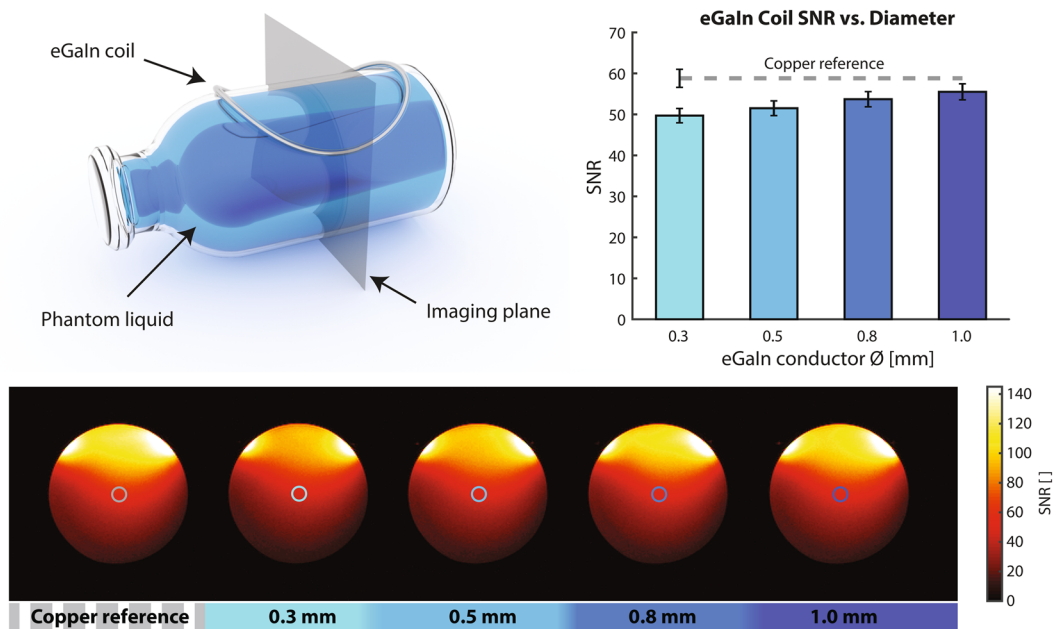 eGaIn coil
Phantom liquid
Imaging plane
eGaIn Coil SNR vs. Diameter
70
60
50
40
30
20
10
0
SNR
Copper reference
0.3 0.5 0.8 1.0
eGaIn conductor Ø [mm]
140
120
100
80
60
40
20
0
SNR [ ]
Copper reference 0.3 mm 0.5 mm 0.8 mm 1.0 mm